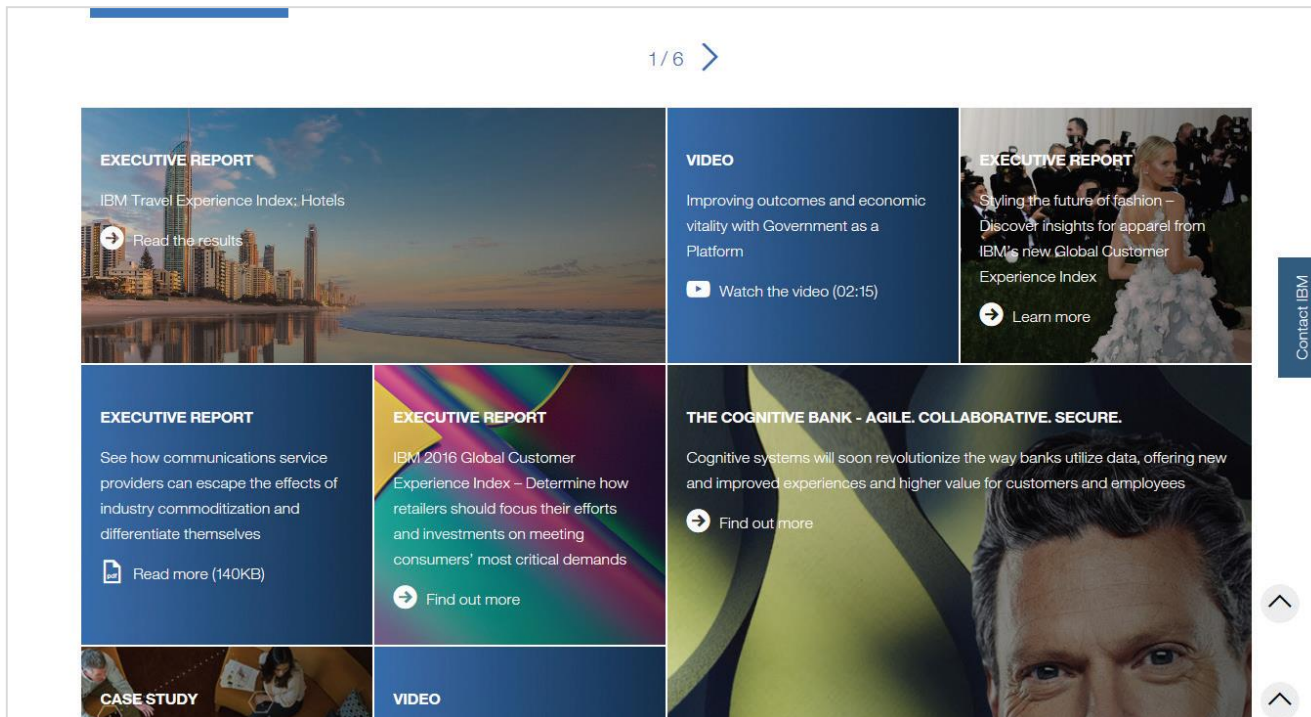 1/6
EXECUTIVE REPORT
IBM Travel Experience Index; Hotels
Read the results
VIDEO
Improving outcomes and economic
vitality with Government as a
Platform
Watch the video (02:15)
EXECUTIVE REPORT
Styling the future of fashion –
Discover insights for apparel from
IBM's new Global Customer
Experience Index
Learn more
Contact IBM
EXECUTIVE REPORT
See how communications service
providers can escape the effects of
industry commoditization and
differentiate themselves
pdf
Read more (140KB)
EXECUTIVE REPORT
IBM 2016 Global Customer
Experience Index – Determine how
retailers should focus their efforts
and investments on meeting
consumers' most critical demands
Find out more
THE COGNITIVE BANK - AGILE. COLLABORATIVE. SECURE.
Cognitive systems will soon revolutionize the way banks utilize data, offering new
and improved experiences and higher value for customers and employees
Find out more
CASE STUDY
VIDEO